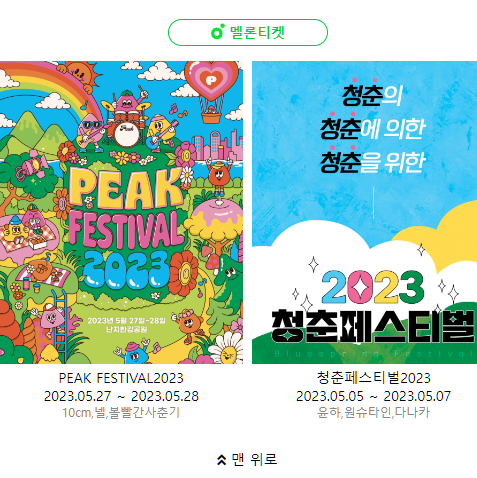 멜론티켓
PEAK
FESTIVAL
2023
2023년 5월 27일~28일
난지한강공원
청춘의
청춘에 의한
청춘을 위한
2023
청춘페스티벌
Bluespring Festival
PEAK FESTIVAL2023
2023.05.27 ~ 2023.05.28
10cm,넬,볼빨간사춘기
청춘페스티벌2023
2023.05.05 ~ 2023.05.07
윤하,원슈타인,다나카
맨 위로